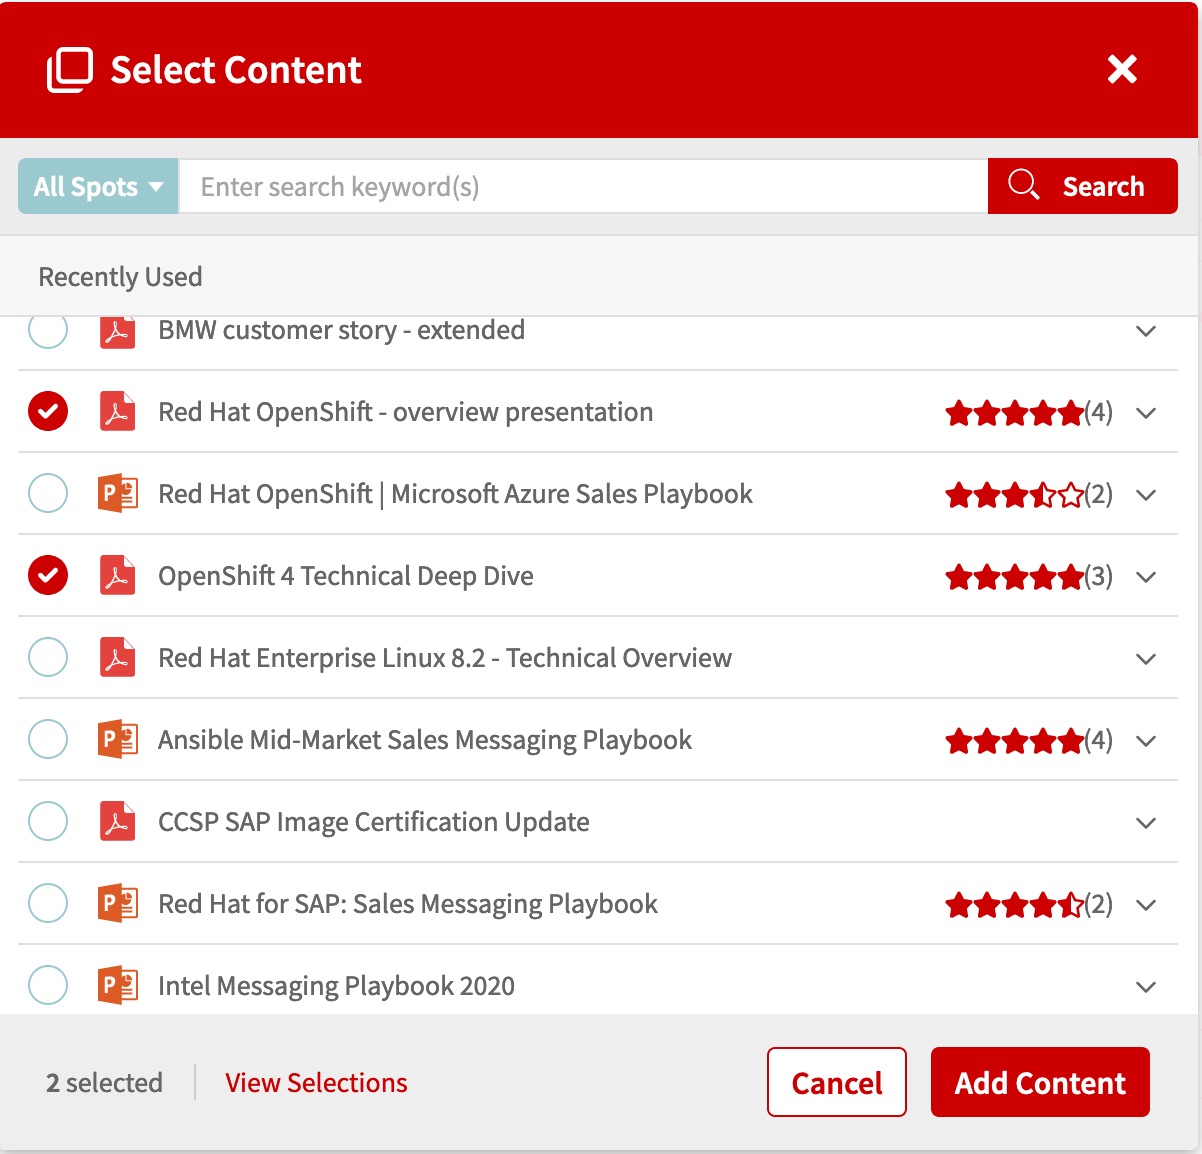 Select Content
All Spots Enter search keyword(s) Search
Recently Used
BMW customer story - extended
Red Hat OpenShift - overview presentation (4)
P Red Hat OpenShift | Microsoft Azure Sales Playbook (2)
OpenShift 4 Technical Deep Dive (3)
Red Hat Enterprise Linux 8.2 - Technical Overview
P Ansible Mid-Market Sales Messaging Playbook (4)
CCSP SAP Image Certification Update
P Red Hat for SAP: Sales Messaging Playbook (2)
P Intel Messaging Playbook 2020
2 selected View Selections Cancel Add Content